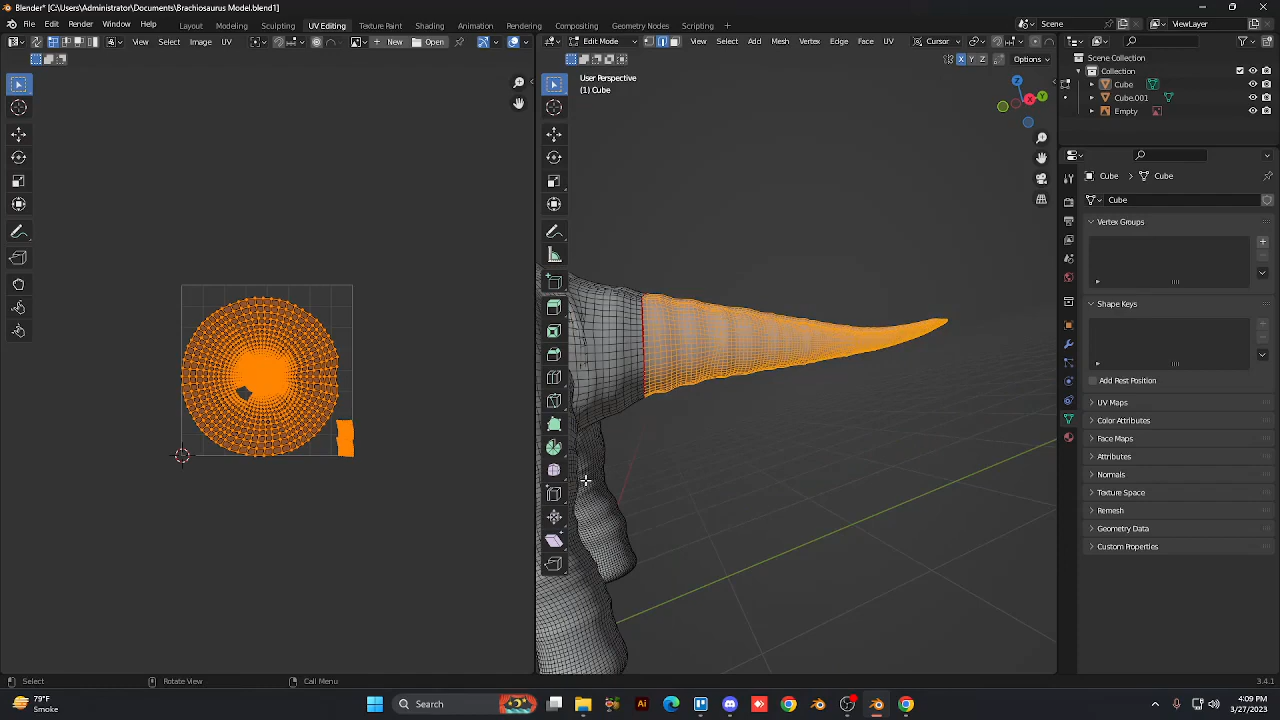 Blender* [C:\Users\Administrator\Desktop\Brachiosaurus Model.blend1]
File Edit Render Window Help Layout Modeling Sculpting UV Editing Texture Paint Shading Animation Rendering Compositing Geometry Nodes Scripting + Scene ViewLayer
View Select Image UV New Open Edit Mode View Select Add Mesh Vertex Edge Face UV Cursor
X Y Z Options
User Perspective
(1) Cube
Z
X Y
Scene Collection
Collection
Cube
Cube.001
Empty
Cube Cube
Cube
Vertex Groups
Shape Keys
Add Rest Position
UV Maps
Color Attributes
Face Maps
Attributes
Normals
Texture Space
Remesh
Geometry Data
Custom Properties
Select Rotate View Call Menu 3.4.1
79°F
Smoke
Search
Ai
4:09 PM
3/27/2023